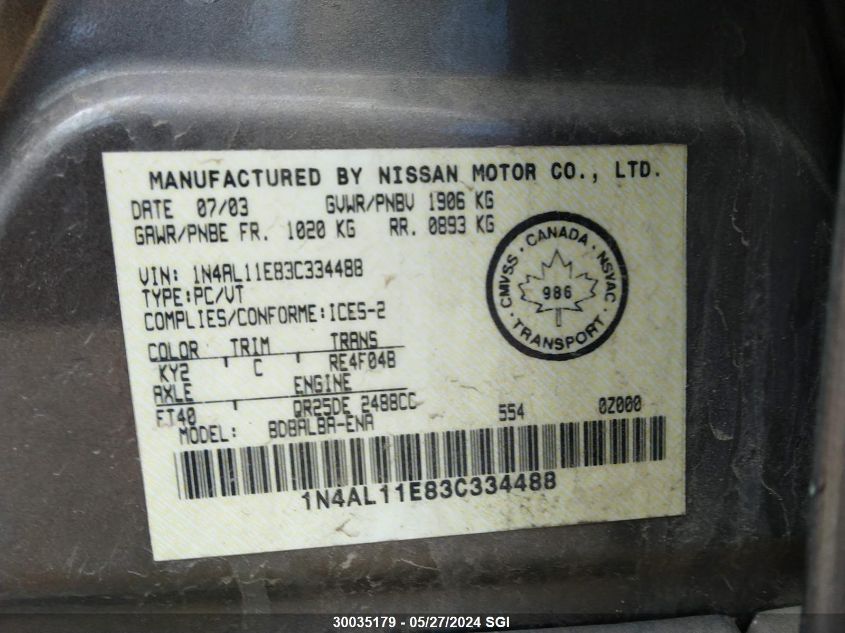 MANUFACTURED BY NISSAN MOTOR CO., LTD.
DATE 07/03 GVWR/PNBV 1906 KG
GAWR/PNBE FR. 1020 KG RR. 0893 KG
VIN: 1N4AL11E83C334488
TYPE:PC/VT
COMPLIES/CONFORME:ICES-2
COLOR TRIM TRANS
KY2 C RE4F04B
AXLE ENGINE
FT40 QR25DE 2488CC 554 0Z000
MODEL: BDBALBA-ENA
1N4AL11E83C334488
CMVSS · CANADA · NSVAC
986
· TRANSPORT ·
30035179 - 05/27/2024 SGI